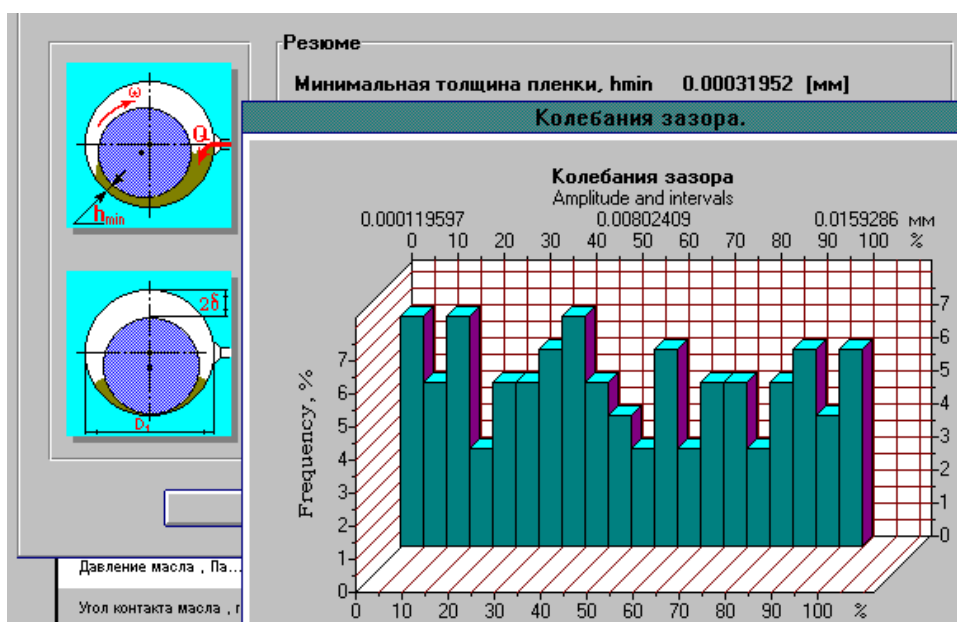 Резюме
Минимальная толщина пленки, hmin 0.00031952 [мм]
Колебания зазора.
ω
Q
hmin
2δ
D1
Колебания зазора
Amplitude and intervals
0.000119597 0.00802409 0.0159286 мм
0 10 20 30 40 50 60 70 80 90 100 %
7
6
5
4
3
2
1
0
Frequency, %
7
6
5
4
3
2
1
0
0 10 20 30 40 50 60 70 80 90 100 %
Давление масла , Па...
Угол контакта масла , г